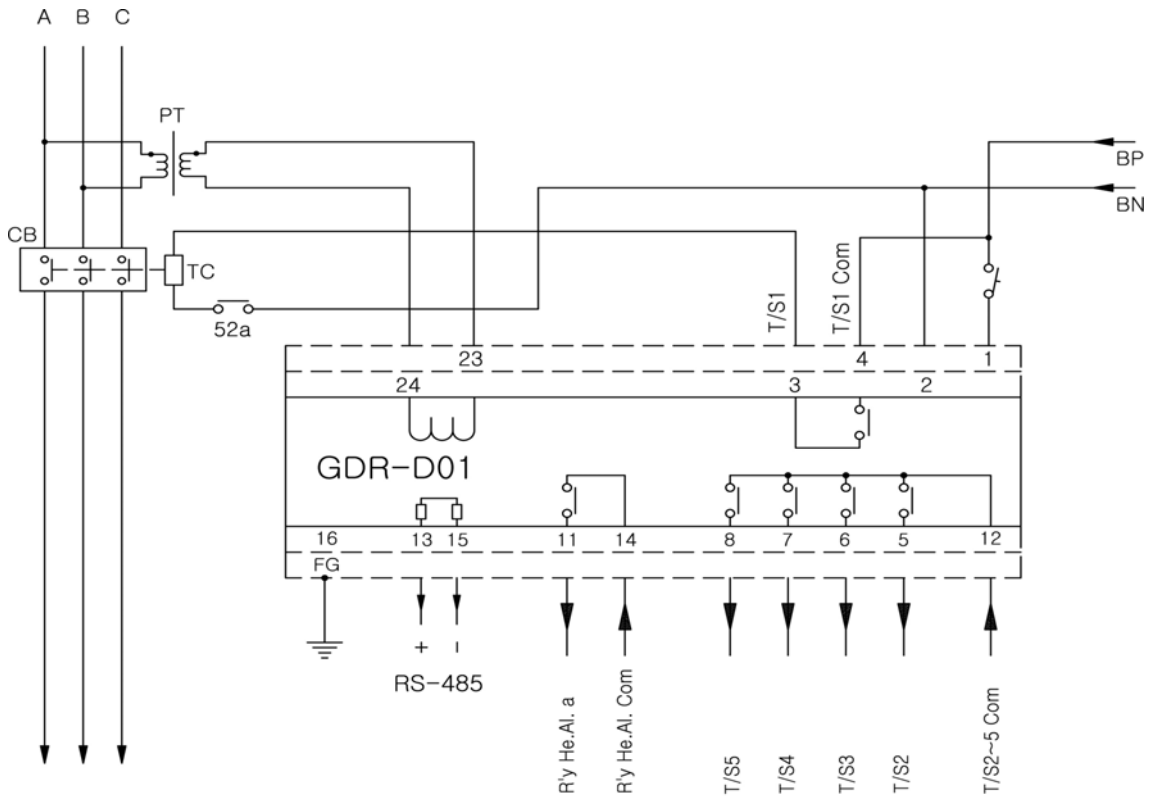 A B C
PT
BP
BN
CB
TC
52a
T/S1
T/S1 Com
23 4 1
24 3 2
GDR-D01
16 13 15 11 14 8 7 6 5 12
FG
+ -
RS-485
R'y He.Al. a
R'y He.Al. Com
T/S5
T/S4
T/S3
T/S2
T/S2~5 Com